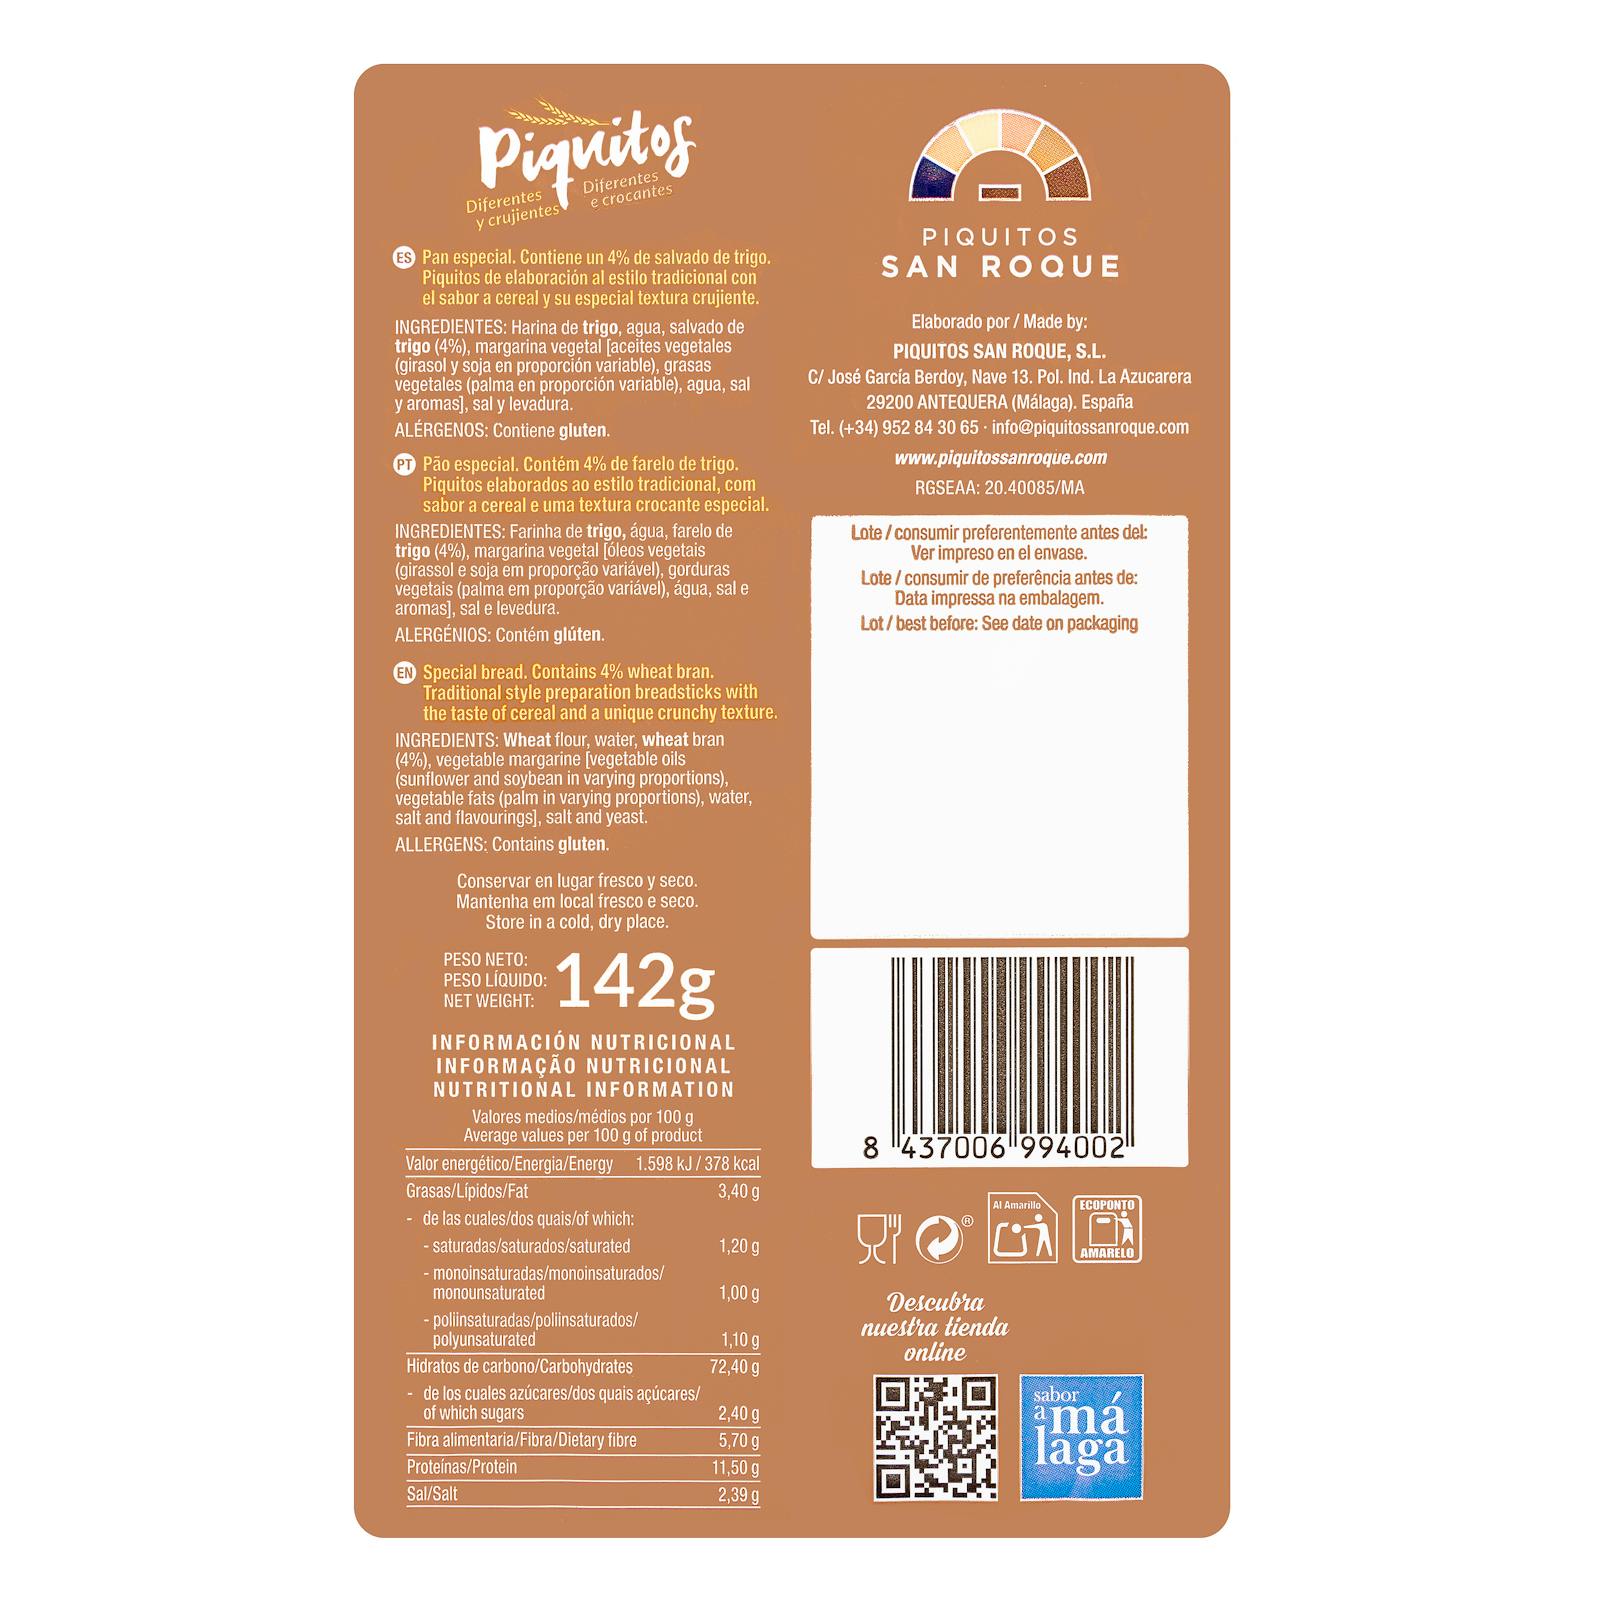 Piquitos
Diferentes
y crujientes
Diferentes
e crocantes
ES Pan especial. Contiene un 4% de salvado de trigo.
Piquitos de elaboración al estilo tradicional con
el sabor a cereal y su especial textura crujiente.
INGREDIENTES: Harina de trigo, agua, salvado de
trigo (4%), margarina vegetal [aceites vegetales
(girasol y soja en proporción variable), grasas
vegetales (palma en proporción variable), agua, sal
y aromas], sal y levadura.
ALÉRGENOS: Contiene gluten.
PT Pão especial. Contém 4% de farelo de trigo.
Piquitos elaborados ao estilo tradicional, com
sabor a cereal e uma textura crocante especial.
INGREDIENTES: Farinha de trigo, água, farelo de
trigo (4%), margarina vegetal [óleos vegetais
(girassol e soja em proporção variável), gorduras
vegetais (palma em proporção variável), água, sal e
aromas], sal e levedura.
ALERGÉNIOS: Contém glúten.
EN Special bread. Contains 4% wheat bran.
Traditional style preparation breadsticks with
the taste of cereal and a unique crunchy texture.
INGREDIENTS: Wheat flour, water, wheat bran
(4%), vegetable margarine [vegetable oils
(sunflower and soybean in varying proportions),
vegetable fats (palm in varying proportions), water,
salt and flavourings], salt and yeast.
ALLERGENS: Contains gluten.
Conservar en lugar fresco y seco.
Mantenha em local fresco e seco.
Store in a cold, dry place.
PESO NETO:
PESO LÍQUIDO:
NET WEIGHT:
142g
INFORMACIÓN NUTRICIONAL
INFORMAÇÃO NUTRICIONAL
NUTRITIONAL INFORMATION
Valores medios/médios por 100 g
Average values per 100 g of product
Valor energético/Energia/Energy 1.598 kJ / 378 kcal
Grasas/Lípidos/Fat 3,40 g
- de las cuales/dos quais/of which:
- saturadas/saturados/saturated 1,20 g
- monoinsaturadas/monoinsaturados/
monounsaturated 1,00 g
- poliinsaturadas/poliinsaturados/
polyunsaturated 1,10 g
Hidratos de carbono/Carbohydrates 72,40 g
- de los cuales azúcares/dos quais açúcares/
of which sugars 2,40 g
Fibra alimentaria/Fibra/Dietary fibre 5,70 g
Proteínas/Protein 11,50 g
Sal/Salt 2,39 g
PIQUITOS
SAN ROQUE
Elaborado por / Made by:
PIQUITOS SAN ROQUE, S.L.
C/ José García Berdoy, Nave 13. Pol. Ind. La Azucarera
29200 ANTEQUERA (Málaga). España
Tel. (+34) 952 84 30 65 · info@piquitossanroque.com
www.piquitossanroque.com
RGSEAA: 20.40085/MA
Lote / consumir preferentemente antes del:
Ver impreso en el envase.
Lote / consumir de preferência antes de:
Data impressa na embalagem.
Lot / best before: See date on packaging
8 437006 994002
®
Al Amarillo
ECOPONTO
AMARELO
Descubra
nuestra tienda
online
sabor
a má
laga